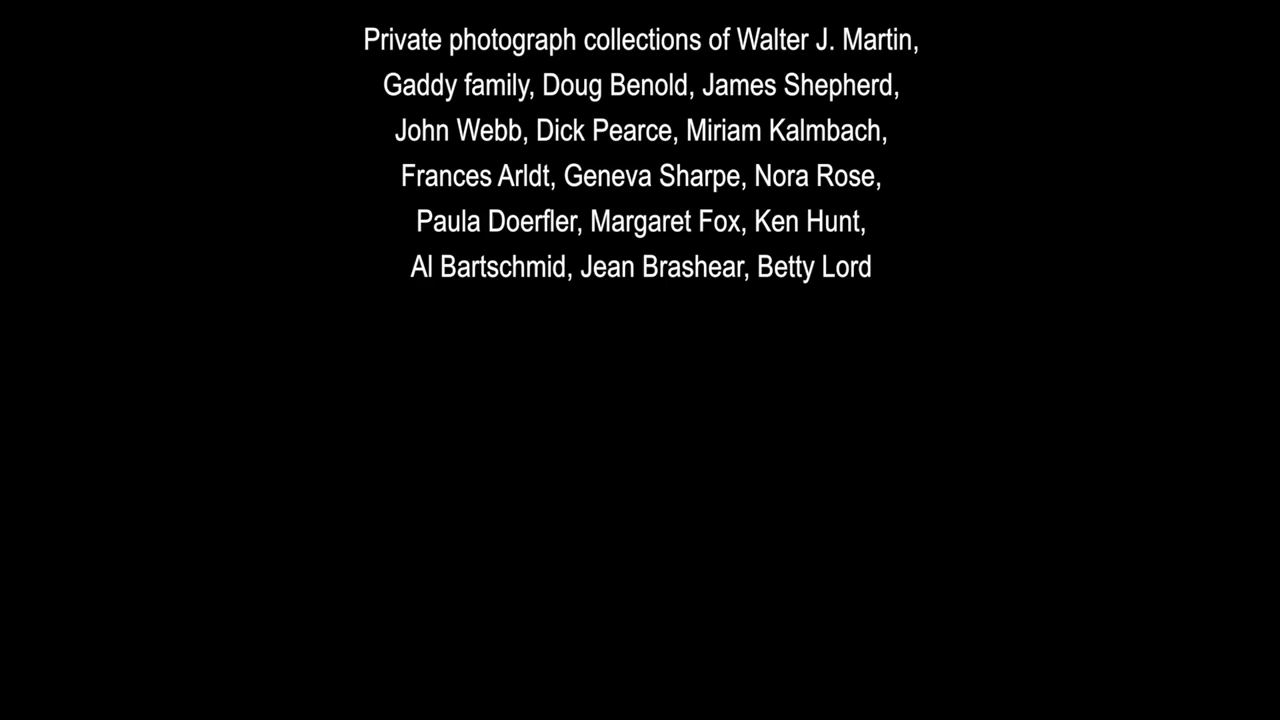 Private photograph collections of Walter J. Martin,
Gaddy family, Doug Benold, James Shepherd,
John Webb, Dick Pearce, Miriam Kalmbach,
Frances Arldt, Geneva Sharpe, Nora Rose,
Paula Doerfler, Margaret Fox, Ken Hunt,
Al Bartschmid, Jean Brashear, Betty Lord